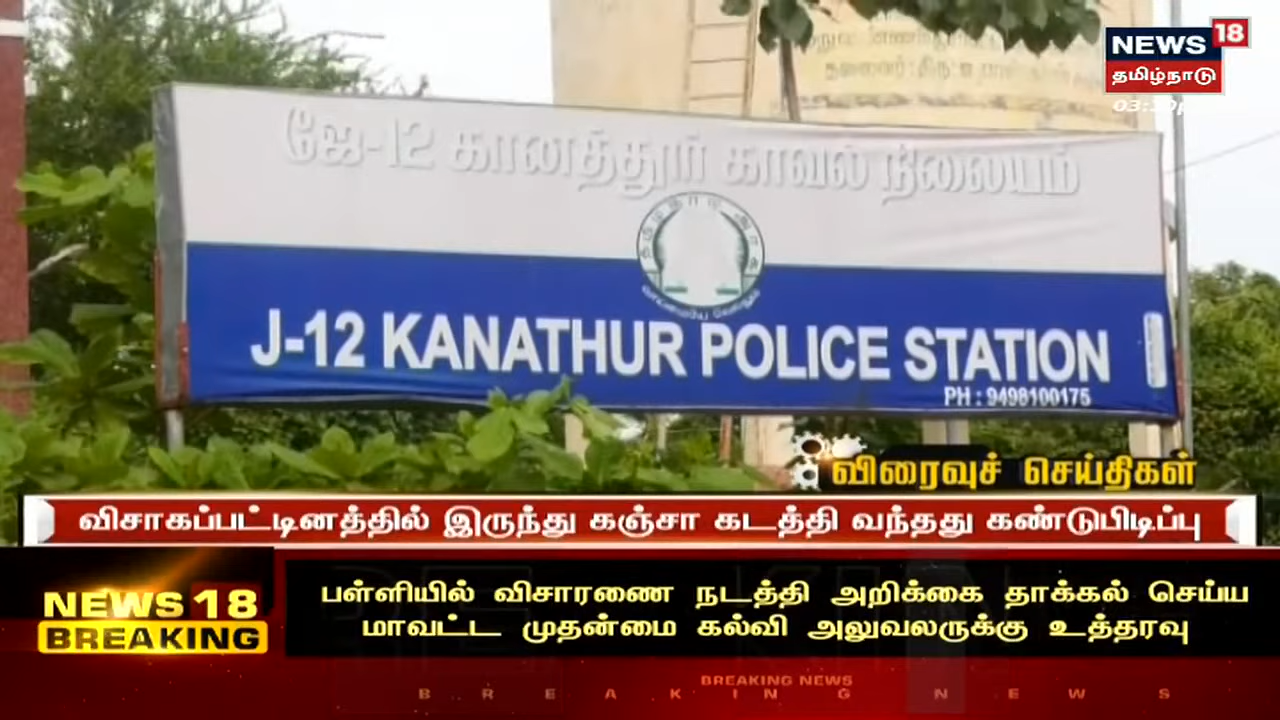 NEWS 18
தமிழ்நாடு
ஜே-12 கானத்தூர் காவல் நிலையம்
J-12 KANATHUR POLICE STATION
PH : 9498100175
விரைவுச் செய்திகள்
விசாகப்பட்டினத்தில் இருந்து கஞ்சா கடத்தி வந்தது கண்டுபிடிப்பு
NEWS 18
BREAKING
பள்ளியில் விசாரணை நடத்தி அறிக்கை தாக்கல் செய்ய
மாவட்ட முதன்மை கல்வி அலுவலருக்கு உத்தரவு
BREAKING NEWS
BREAKING NEWS